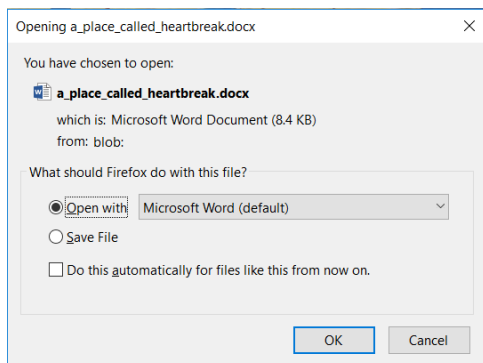 Opening a_place_called_heartbreak.docx
You have chosen to open:
a_place_called_heartbreak.docx
which is: Microsoft Word Document (8.4 KB)
from: blob:
What should Firefox do with this file?
Open with Microsoft Word (default)
Save File
Do this automatically for files like this from now on.
OK Cancel